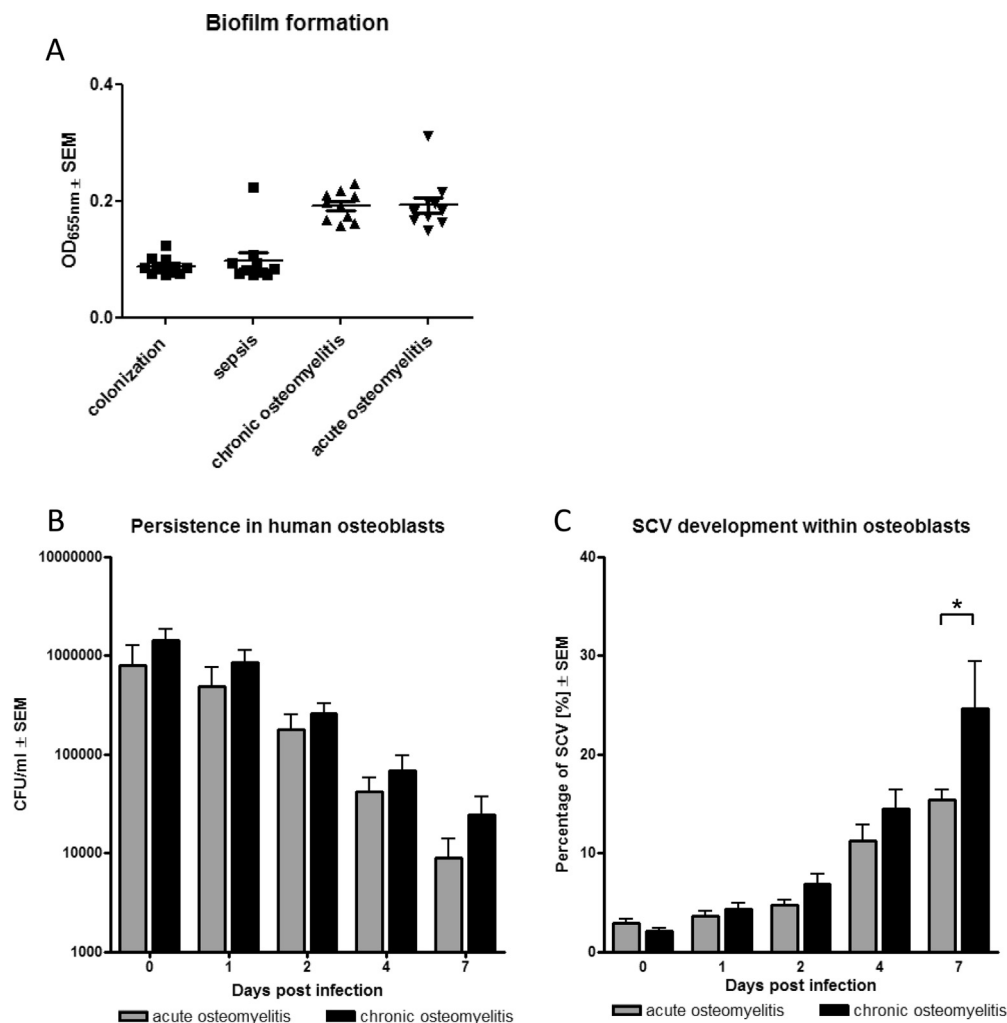 Biofilm formation
A
0.4
0.2
0.0
OD655nm ± SEM
colonization
sepsis
chronic osteomyelitis
acute osteomyelitis
B
Persistence in human osteoblasts
10000000
1000000
100000
10000
1000
CFU/ml ± SEM
0 1 2 4 7
Days post infection
acute osteomyelitis chronic osteomyelitis
C
SCV development within osteoblasts
40
30
20
10
0
Percentage of SCV [%] ± SEM
*
0 1 2 4 7
Days post infection
acute osteomyelitis chronic osteomyelitis